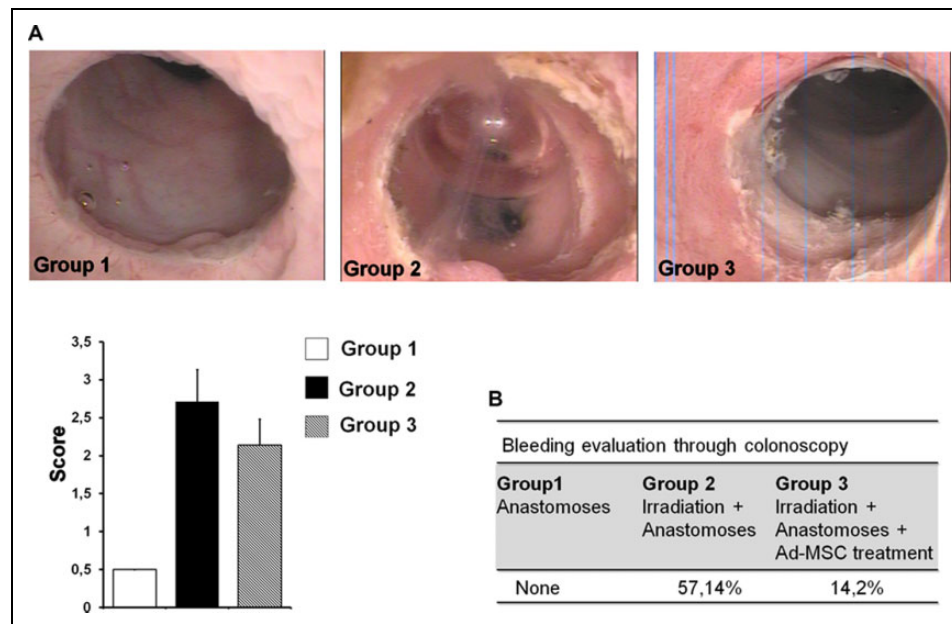 A
Group 1
Group 2
Group 3
3,5
3
2,5
2
1,5
1
0,5
0
Score
Group 1
Group 2
Group 3
B
Bleeding evaluation through colonoscopy
Group1 Group 2 Group 3
Anastomoses Irradiation + Irradiation +
Anastomoses Anastomoses +
Ad-MSC treatment
None 57,14% 14,2%